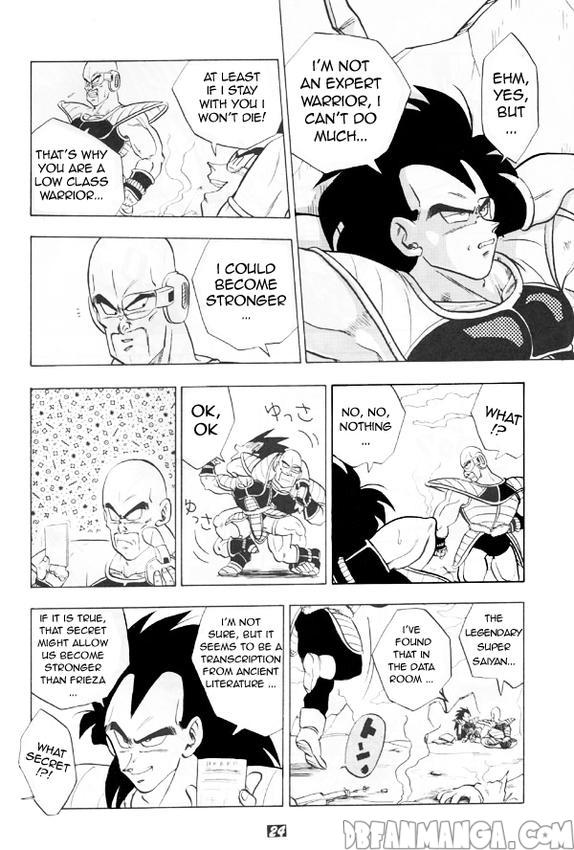 EHM,
YES,
BUT
...
I'M NOT
AN EXPERT
WARRIOR, I
CAN'T DO
MUCH...
AT LEAST
IF I STAY
WITH YOU I
WON'T DIE!
THAT'S WHY
YOU ARE A
LOW CLASS
WARRIOR...
I COULD
BECOME
STRONGER
...
WHAT
!?
NO, NO,
NOTHING
...
OK,
OK
ゆっさ
ゆっさ
THE
LEGENDARY
SUPER
SAIYAN...
I'VE
FOUND
THAT IN
THE DATA
ROOM ...
I'M NOT
SURE, BUT IT
SEEMS TO BE A
TRANSCRIPTION
FROM ANCIENT
LITERATURE ...
IF IT IS TRUE,
THAT SECRET
MIGHT ALLOW
US BECOME
STRONGER
THAN FRIEZA
...
WHAT
SECRET
!?!
24
DBFANMANGA.COM